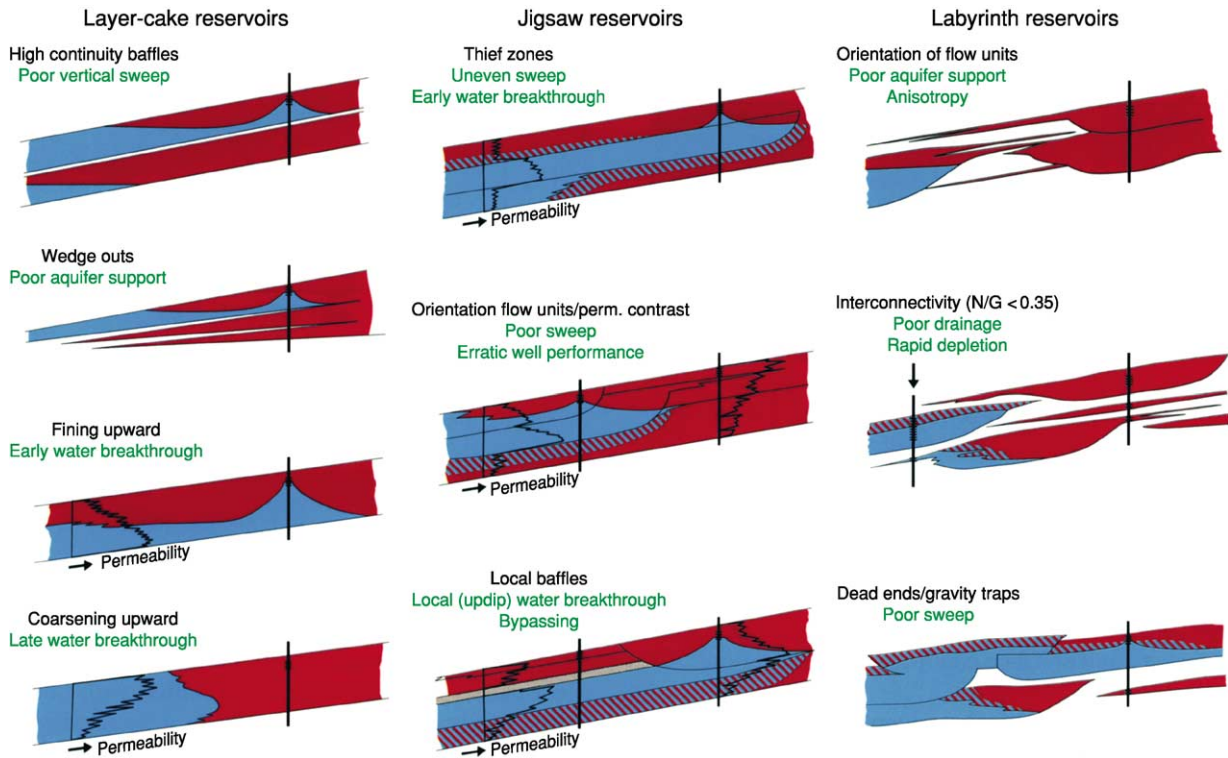 Layer-cake reservoirs
High continuity baffles
Poor vertical sweep
Wedge outs
Poor aquifer support
Fining upward
Early water breakthrough
Permeability
Coarsening upward
Late water breakthrough
Permeability
Jigsaw reservoirs
Thief zones
Uneven sweep
Early water breakthrough
Permeability
Orientation flow units/perm. contrast
Poor sweep
Erratic well performance
Permeability
Local baffles
Local (updip) water breakthrough
Bypassing
Permeability
Labyrinth reservoirs
Orientation of flow units
Poor aquifer support
Anisotropy
Interconnectivity (N/G < 0.35)
Poor drainage
Rapid depletion
Dead ends/gravity traps
Poor sweep